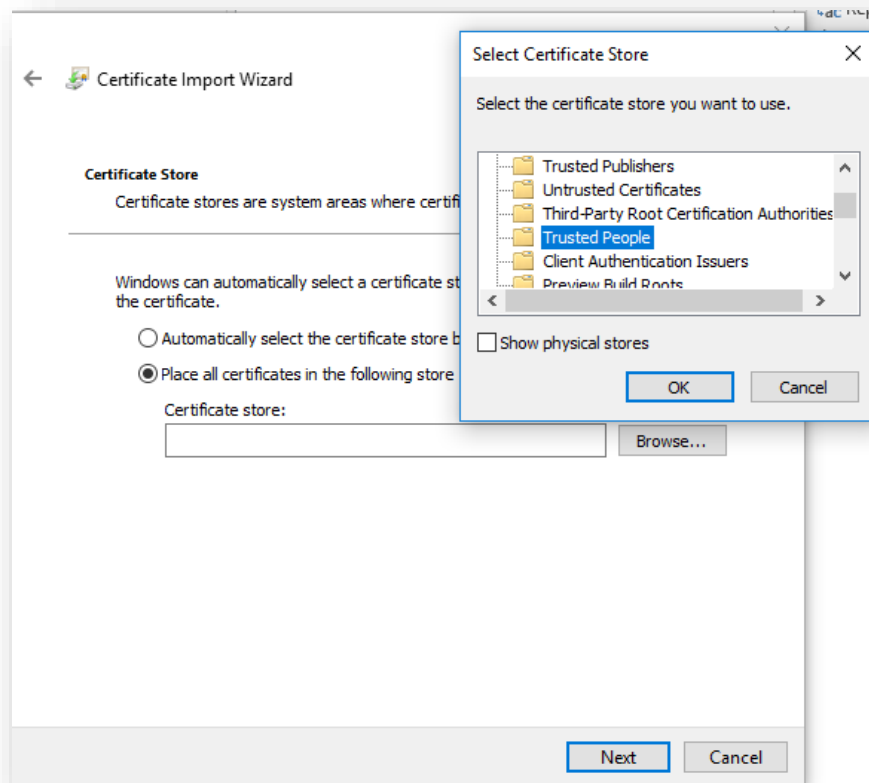 Certificate Import Wizard
Certificate Store
Certificate stores are system areas where certifi
Windows can automatically select a certificate st
the certificate.
Automatically select the certificate store b
Place all certificates in the following store
Certificate store:
Browse...
Next
Cancel
Select Certificate Store
Select the certificate store you want to use.
Trusted Publishers
Untrusted Certificates
Third-Party Root Certification Authorities
Trusted People
Client Authentication Issuers
Preview Build Roots
Show physical stores
OK
Cancel